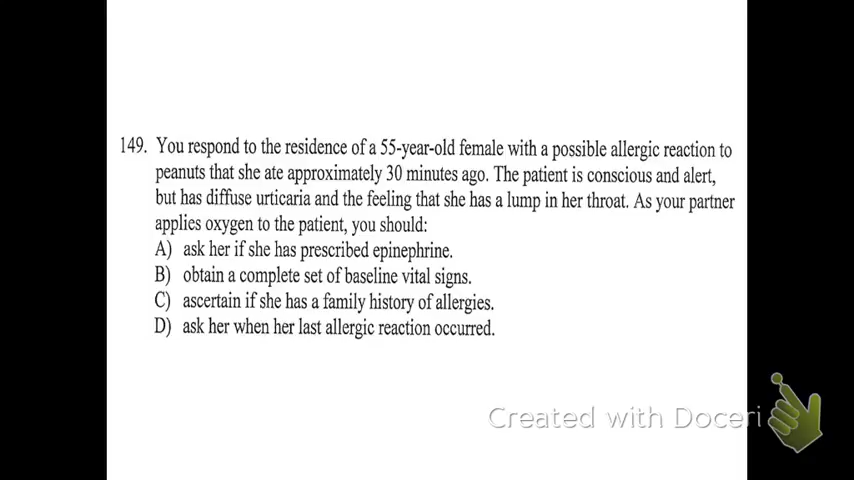 149. You respond to the residence of a 55-year-old female with a possible allergic reaction to
peanuts that she ate approximately 30 minutes ago. The patient is conscious and alert,
but has diffuse urticaria and the feeling that she has a lump in her throat. As your partner
applies oxygen to the patient, you should:
A) ask her if she has prescribed epinephrine.
B) obtain a complete set of baseline vital signs.
C) ascertain if she has a family history of allergies.
D) ask her when her last allergic reaction occurred.
Created with Doceri